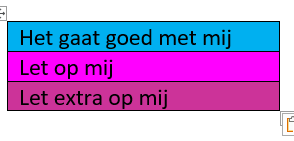 Het gaat goed met mij
Let op mij
Let extra op mij